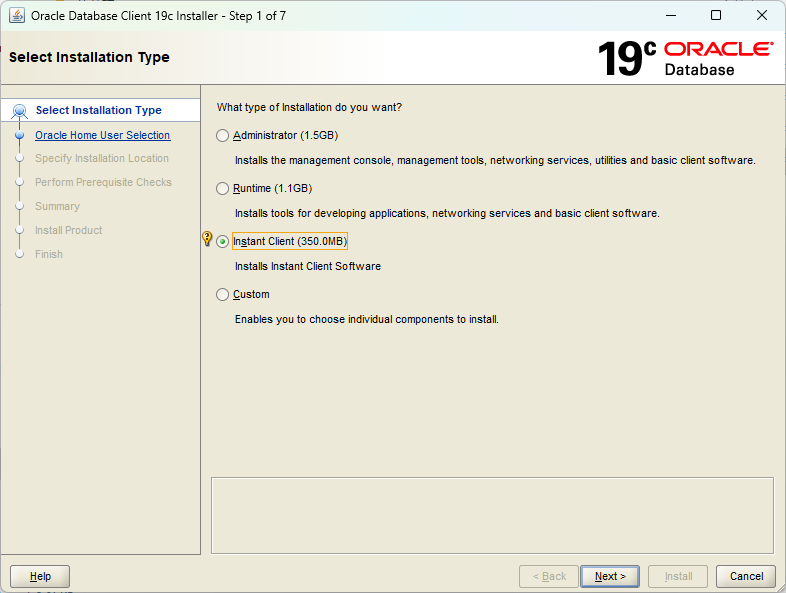 Oracle Database Client 19c Installer - Step 1 of 7
Select Installation Type
19c ORACLE
Database
Select Installation Type
Oracle Home User Selection
Specify Installation Location
Perform Prerequisite Checks
Summary
Install Product
Finish
What type of Installation do you want?
Administrator (1.5GB)
Installs the management console, management tools, networking services, utilities and basic client software.
Runtime (1.1GB)
Installs tools for developing applications, networking services and basic client software.
Instant Client (350.0MB)
Installs Instant Client Software
Custom
Enables you to choose individual components to install.
Help
< Back
Next >
Install
Cancel